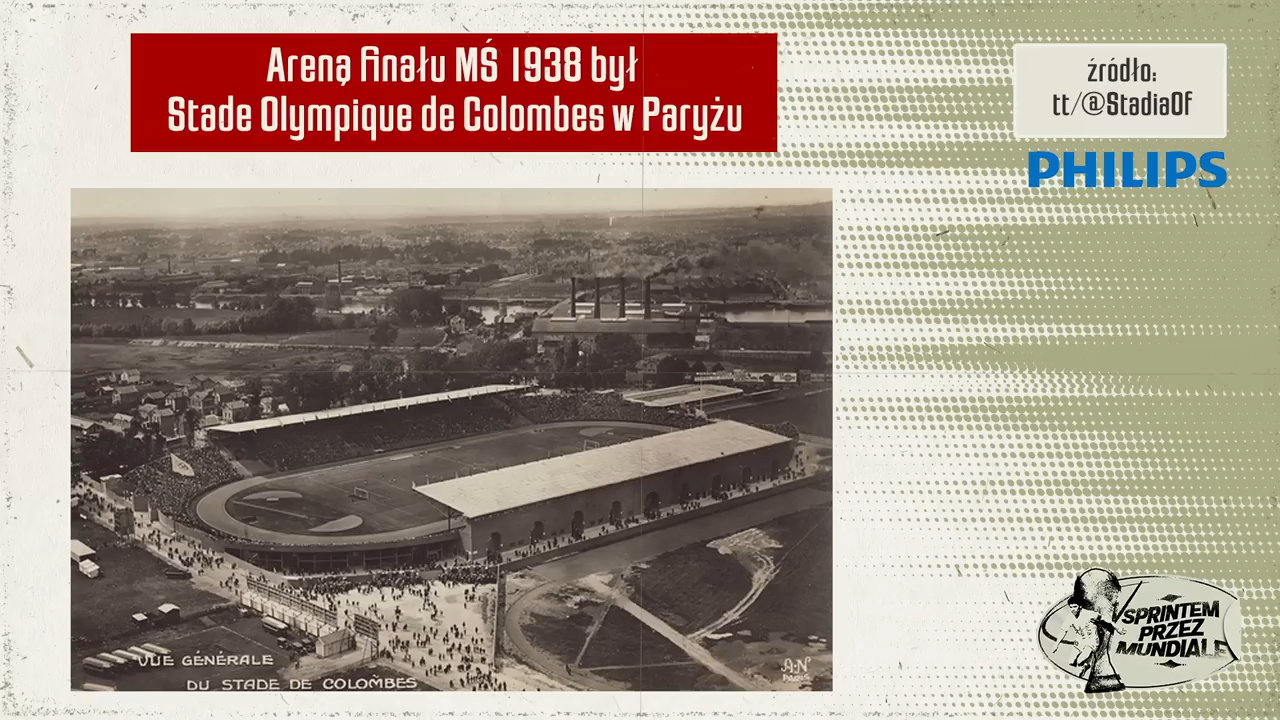 Areną finału MŚ 1938 był
Stade Olympique de Colombes w Paryżu
źródło:
tt/@StadiaOf
PHILIPS
VUE GÉNÉRALE
DU STADE DE COLOMBES
A.N
PARIS
SPRINTEM
PRZEZ
MUNDIALE